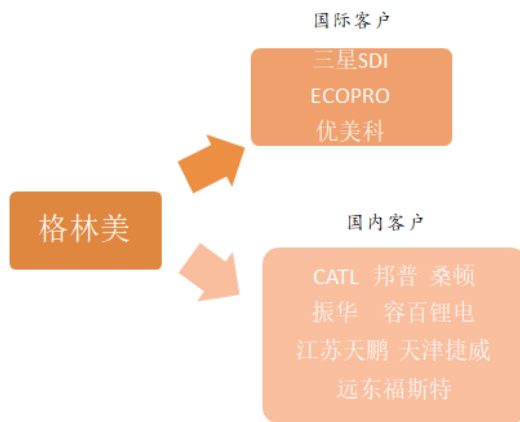 国际客户
三星SDI
ECOPRO
优美科
格林美
国内客户
CATL 邦普 桑顿
振华 容百锂电
江苏天鹏 天津捷威
远东福斯特